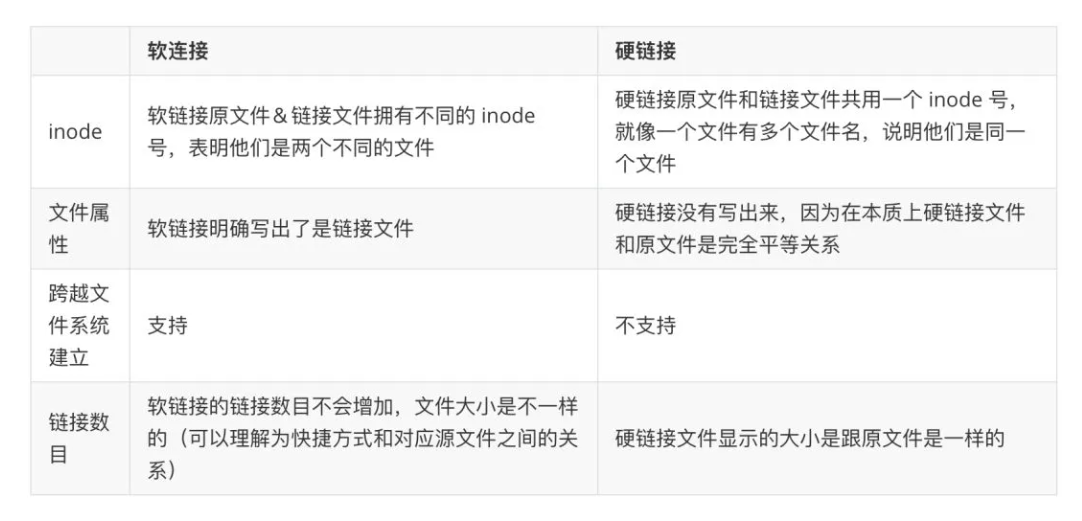 软连接
硬链接
inode
软链接原文件＆链接文件拥有不同的 inode
号，表明他们是两个不同的文件
硬链接原文件和链接文件共用一个 inode 号，
就像一个文件有多个文件名，说明他们是同一
个文件
文件属
性
软链接明确写出了是链接文件
硬链接没有写出来，因为在本质上硬链接文件
和原文件是完全平等关系
跨越文
件系统
建立
支持
不支持
链接数
目
软链接的链接数目不会增加，文件大小是不一样
的（可以理解为快捷方式和对应源文件之间的关
系）
硬链接文件显示的大小是跟原文件是一样的